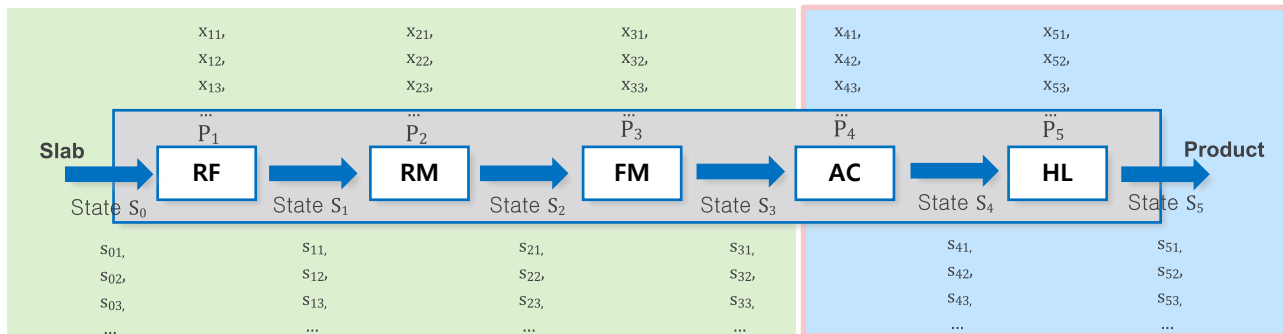 x11, x21, x31, x41, x51,
x12, x22, x32, x42, x52,
x13, x23, x33, x43, x53,
... ... ... ... ...
P1 P2 P3 P4 P5
Slab RF RM FM AC HL Product
State S0 State S1 State S2 State S3 State S4 State S5
s01, s11, s21, s31, s41, s51,
s02, s12, s22, s32, s42, s52,
s03, s13, s23, s33, s43, s53,
... ... ... ... ... ...